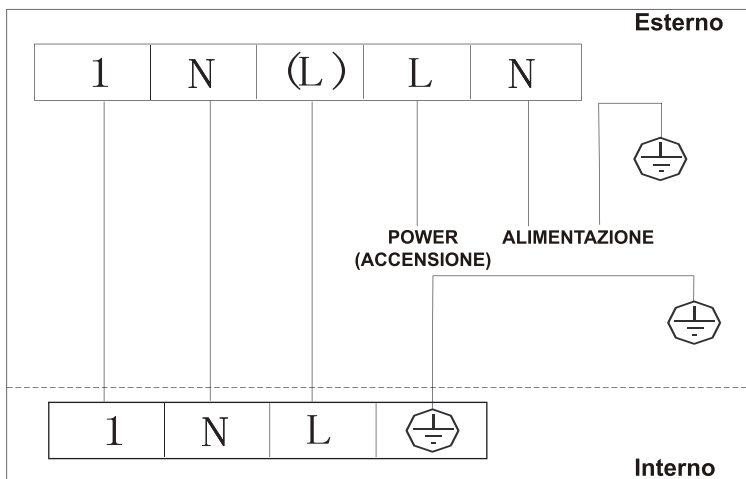 Esterno
1 N (L) L N
POWER ALIMENTAZIONE
(ACCENSIONE)
1 N L
Interno